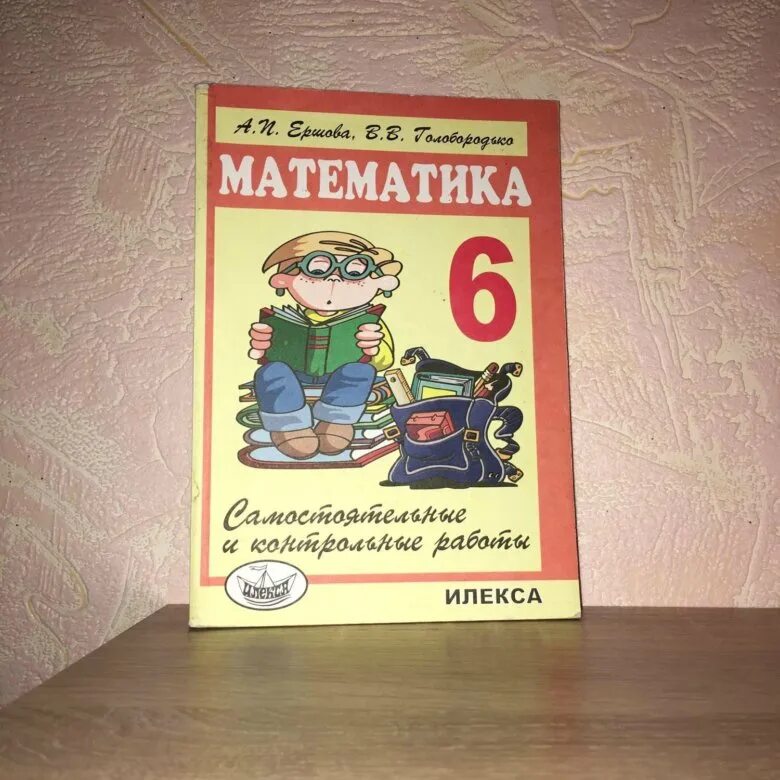 А.П. Ершова, В.В. Голобородько
МАТЕМАТИКА
6
Самостоятельные
и контрольные работы
ИЛЕКСА
ИЛЕКСА